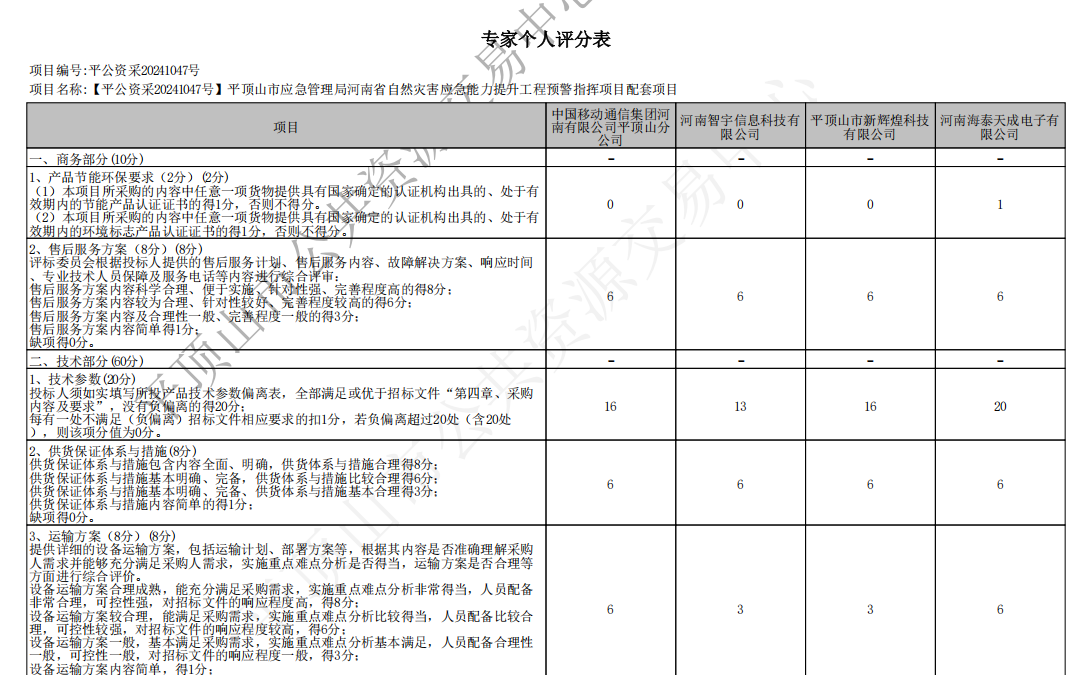 专家个人评分表
项目编号:平公资采20241047号
项目名称:【平公资采20241047号】平顶山市应急管理局河南省自然灾害应急能力提升工程预警指挥项目配套项目
项目
中国移动通信集团河
南有限公司平顶山分
公司
河南智宇信息科技有
限公司
平顶山市新辉煌科技
有限公司
河南海泰天成电子有
限公司
一、商务部分(10分)
-
-
-
-
1、产品节能环保要求（2分）(2分)
（1）本项目所采购的内容中任意一项货物提供具有国家确定的认证机构出具的、处于有
效期内的节能产品认证证书的得1分，否则不得分。
（2）本项目所采购的内容中任意一项货物提供具有国家确定的认证机构出具的、处于有
效期内的环境标志产品认证证书的得1分，否则不得分。
0
0
0
1
2、售后服务方案（8分）(8分)
评标委员会根据投标人提供的售后服务计划、售后服务内容、故障解决方案、响应时间
、专业技术人员保障及服务电话等内容进行综合评审；
售后服务方案内容科学合理、便于实施、针对性强、完善程度高的得8分；
售后服务方案内容较为合理、针对性较好、完善程度较高的得6分；
售后服务方案内容及合理性一般、完善程度一般的得3分；
售后服务方案内容简单得1分；
缺项得0分。
6
6
6
6
二、技术部分(60分)
-
-
-
-
1、技术参数(20分)
投标人须如实填写所投产品技术参数偏离表，全部满足或优于招标文件“第四章、采购
内容及要求”，没有负偏离的得20分；
每有一处不满足（负偏离）招标文件相应要求的扣1分，若负偏离超过20处（含20处
），则该项分值为0分。
16
13
16
20
2、供货保证体系与措施(8分)
供货保证体系与措施包含内容全面、明确，供货体系与措施合理得8分；
供货保证体系与措施基本明确、完备，供货体系与措施比较合理得6分；
供货保证体系与措施基本明确、完备、供货体系与措施基本合理得3分；
供货保证体系与措施内容简单的得1分；
缺项得0分。
6
6
6
6
3、运输方案（8分）(8分)
提供详细的设备运输方案，包括运输计划、部署方案等，根据其内容是否准确理解采购
人需求并能够充分满足采购人需求，实施重点难点分析是否得当，运输方案是否合理等
方面进行综合评价。
设备运输方案合理成熟，能充分满足采购需求，实施重点难点分析非常得当，人员配备
非常合理，可控性强，对招标文件的响应程度高，得8分；
设备运输方案较合理，能满足采购需求，实施重点难点分析比较得当，人员配备比较合
理，可控性较强，对招标文件的响应程度较高，得6分；
设备运输方案一般，基本满足采购需求，实施重点难点分析基本满足，人员配备合理性
一般，可控性一般，对招标文件的响应程度一般，得3分；
设备运输方案内容简单，得1分；
6
3
3
6
平顶山市公共资源交易中心
平顶山市公共资源交易中心